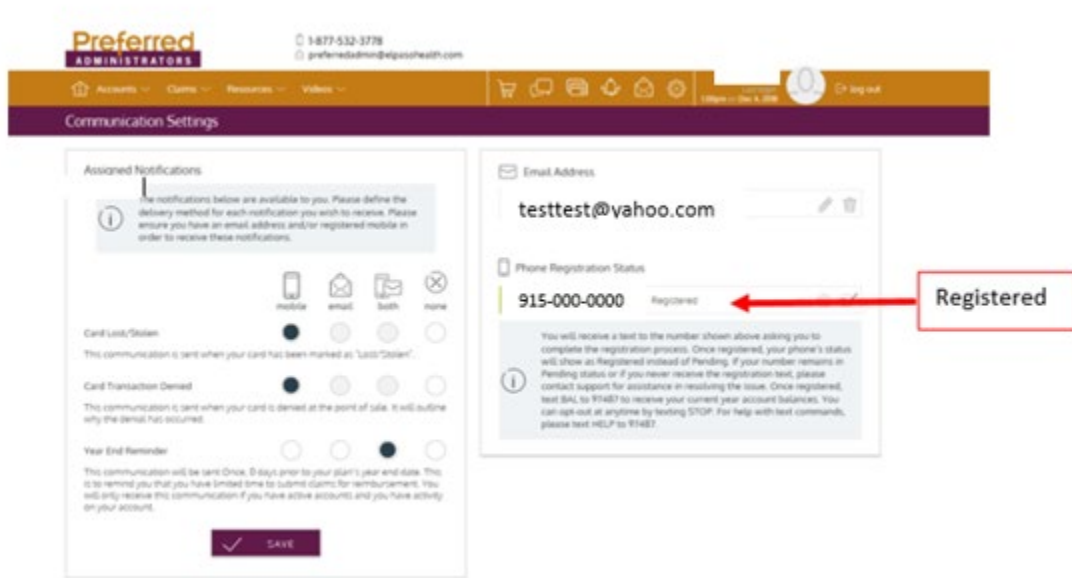 Preferred
ADMINISTRATORS
1-877-532-3778
preferredadmin@elpasohealth.com
Accounts Claims Resources Videos
1:08pm on Dec 4, 2018 log out
Communication Settings
Assigned Notifications
The notifications below are available to you. Please define the
delivery method for each notification you wish to receive. Please
ensure you have an email address and/or registered mobile in
order to receive these notifications.
mobile email both none
Card Lost/Stolen
This communication is sent when your card has been marked as "Lost/Stolen".
Card Transaction Denied
This communication is sent when your card is denied at the point of sale. It will outline
why the denial has occurred.
Year End Reminder
This communication will be sent Once, 0 days prior to your plan's year end date. This
is to remind you that you have limited time to submit claims for reimbursement. You
will only receive this communication if you have active accounts and you have activity
on your account.
SAVE
Email Address
testtest@yahoo.com
Phone Registration Status
915-000-0000 Registered
Registered
You will receive a text to the number shown above asking you to
complete the registration process. Once registered, your phone's status
will show as Registered instead of Pending. If your number remains in
Pending status or if you never receive the registration text, please
contact support for assistance in resolving the issue. Once registered,
text BAL to 97487 to receive your current year account balances. You
can opt-out at anytime by texting STOP. For help with text commands,
please text HELP to 97487.